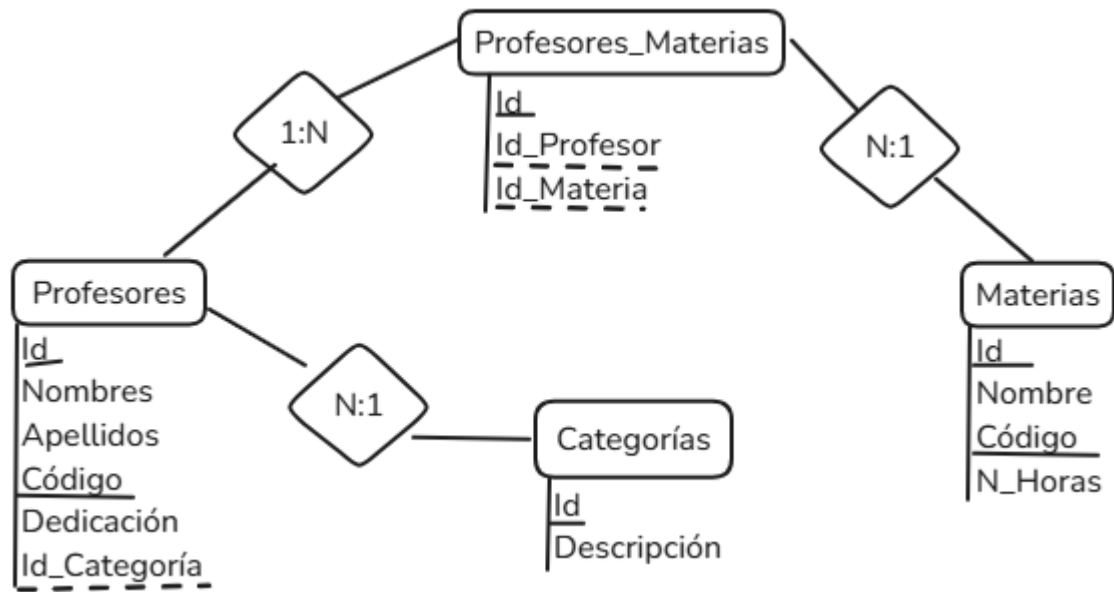 Profesores_Materias
Id
Id_Profesor
Id_Materia
1:N
N:1
Profesores
Id
Nombres
Apellidos
Código
Dedicación
Id_Categoría
N:1
Categorías
Id
Descripción
Materias
Id
Nombre
Código
N_Horas